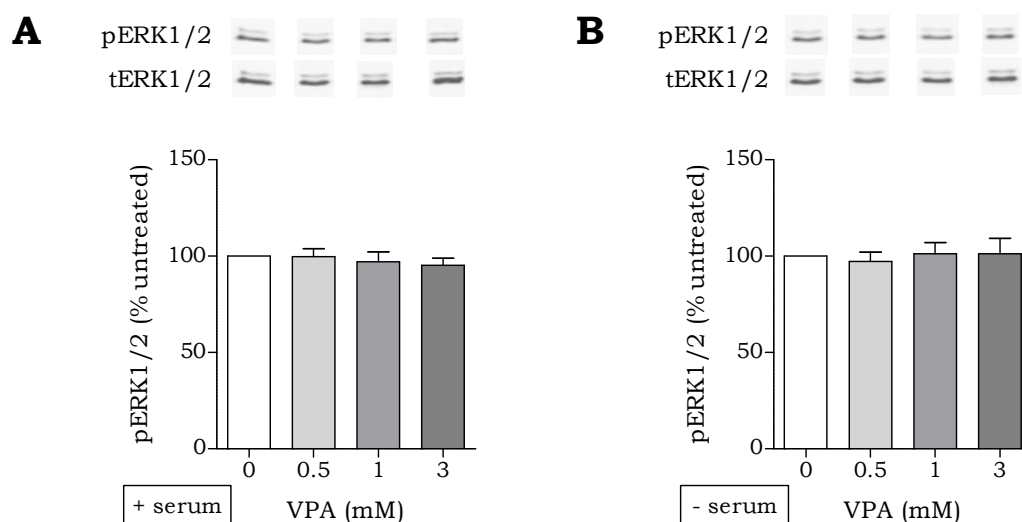 A
pERK1/2
tERK1/2
pERK1/2 (% untreated)
150
100
50
0
0 0.5 1 3
+ serum
VPA (mM)
B
pERK1/2
tERK1/2
pERK1/2 (% untreated)
150
100
50
0
0 0.5 1 3
- serum
VPA (mM)